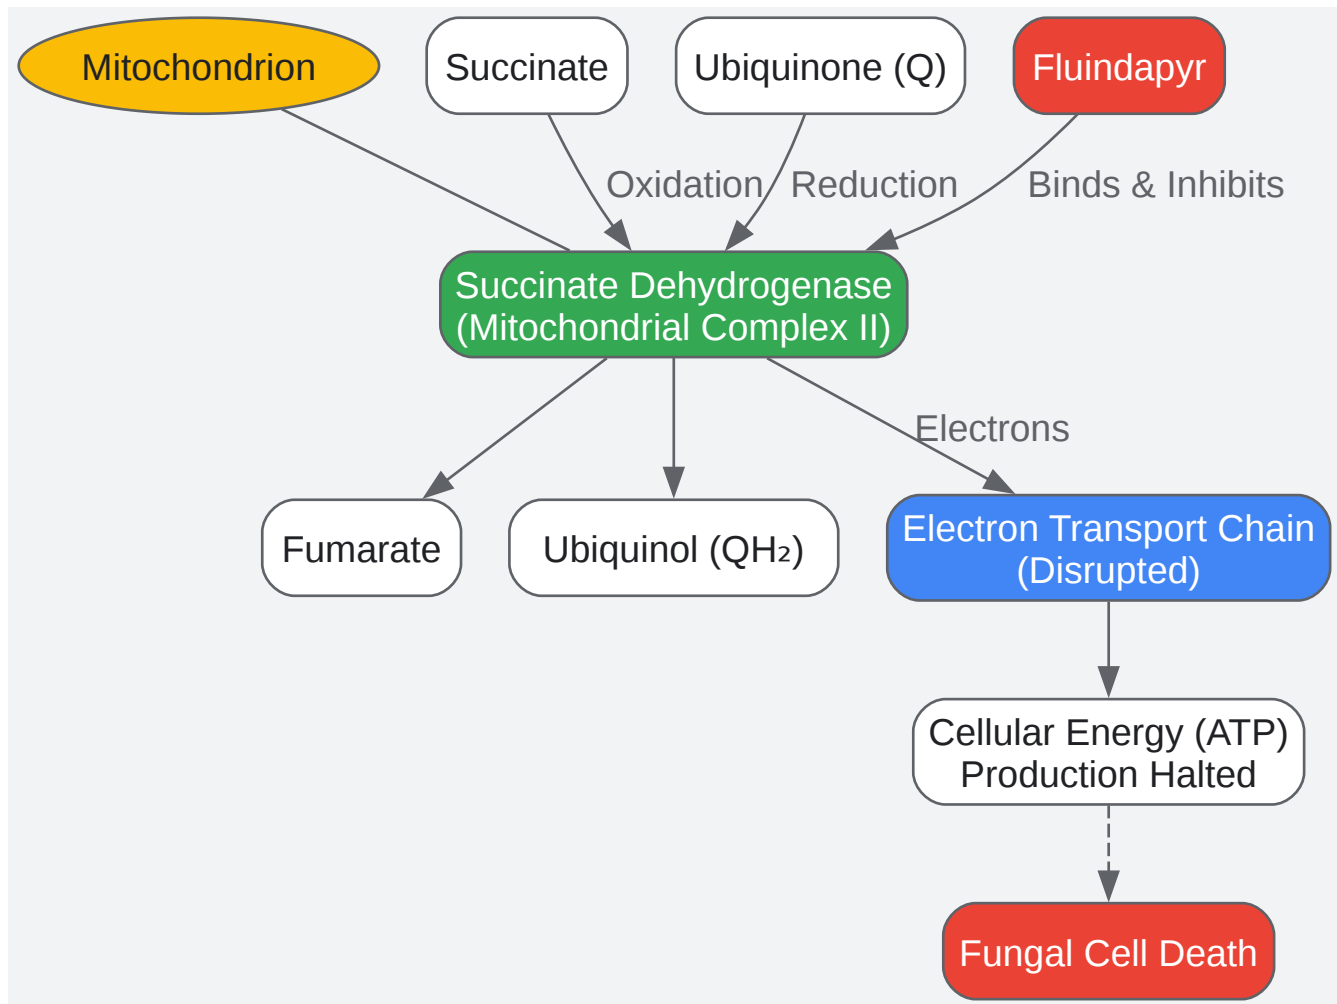 Mitochondrion
Succinate
Ubiquinone (Q)
Fluindapyr
Oxidation
Reduction
Binds & Inhibits
Succinate Dehydrogenase
(Mitochondrial Complex II)
Electrons
Fumarate
Ubiquinol (QH₂)
Electron Transport Chain
(Disrupted)
Cellular Energy (ATP)
Production Halted
Fungal Cell Death